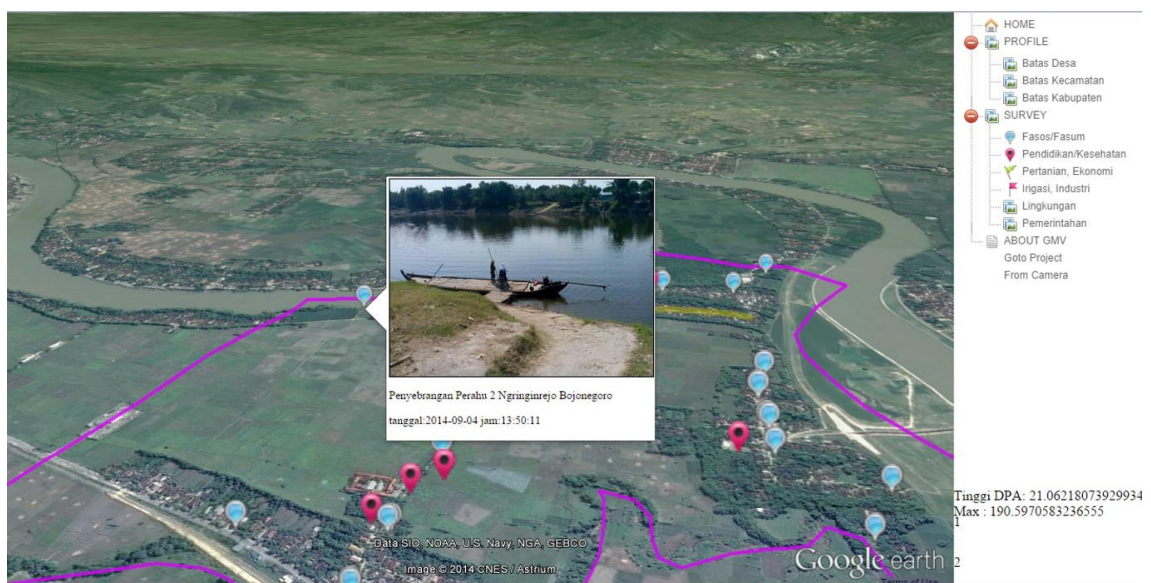 HOME
PROFILE
Batas Desa
Batas Kecamatan
Batas Kabupaten
SURVEY
Fasos/Fasum
Pendidikan/Kesehatan
Pertanian, Ekonomi
Irigasi, Industri
Lingkungan
Pemerintahan
ABOUT GMV
Goto Project
From Camera
Penyebrangan Perahu 2 Ngringinrejo Bojonegoro
tanggal:2014-09-04 jam:13:50:11
Tinggi DPA: 21.06218073929934
Max : 190.5970583236555
1
2
Data SIO, NOAA, U.S. Navy, NGA, GEBCO
Image © 2014 CNES / Astrium
Google earth
Terms of Use